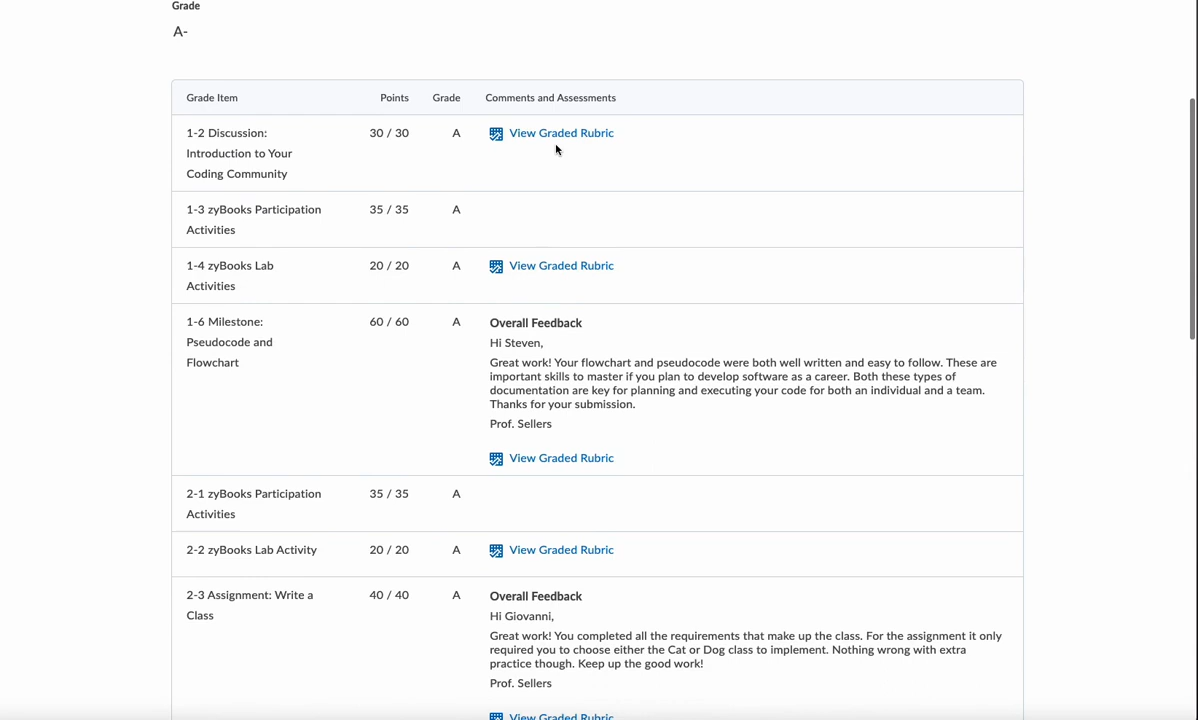 Grade
A-
Grade Item Points Grade Comments and Assessments
1-2 Discussion: 30 / 30 A View Graded Rubric
Introduction to Your
Coding Community
1-3 zyBooks Participation 35 / 35 A
Activities
1-4 zyBooks Lab 20 / 20 A View Graded Rubric
Activities
1-6 Milestone: 60 / 60 A Overall Feedback
Pseudocode and
Flowchart
Hi Steven,
Great work! Your flowchart and pseudocode were both well written and easy to follow. These are
important skills to master if you plan to develop software as a career. Both these types of
documentation are key for planning and executing your code for both an individual and a team.
Thanks for your submission.
Prof. Sellers
View Graded Rubric
2-1 zyBooks Participation 35 / 35 A
Activities
2-2 zyBooks Lab Activity 20 / 20 A View Graded Rubric
2-3 Assignment: Write a 40 / 40 A Overall Feedback
Class
Hi Giovanni,
Great work! You completed all the requirements that make up the class. For the assignment it only
required you to choose either the Cat or Dog class to implement. Nothing wrong with extra
practice though. Keep up the good work!
Prof. Sellers
View Graded Rubric